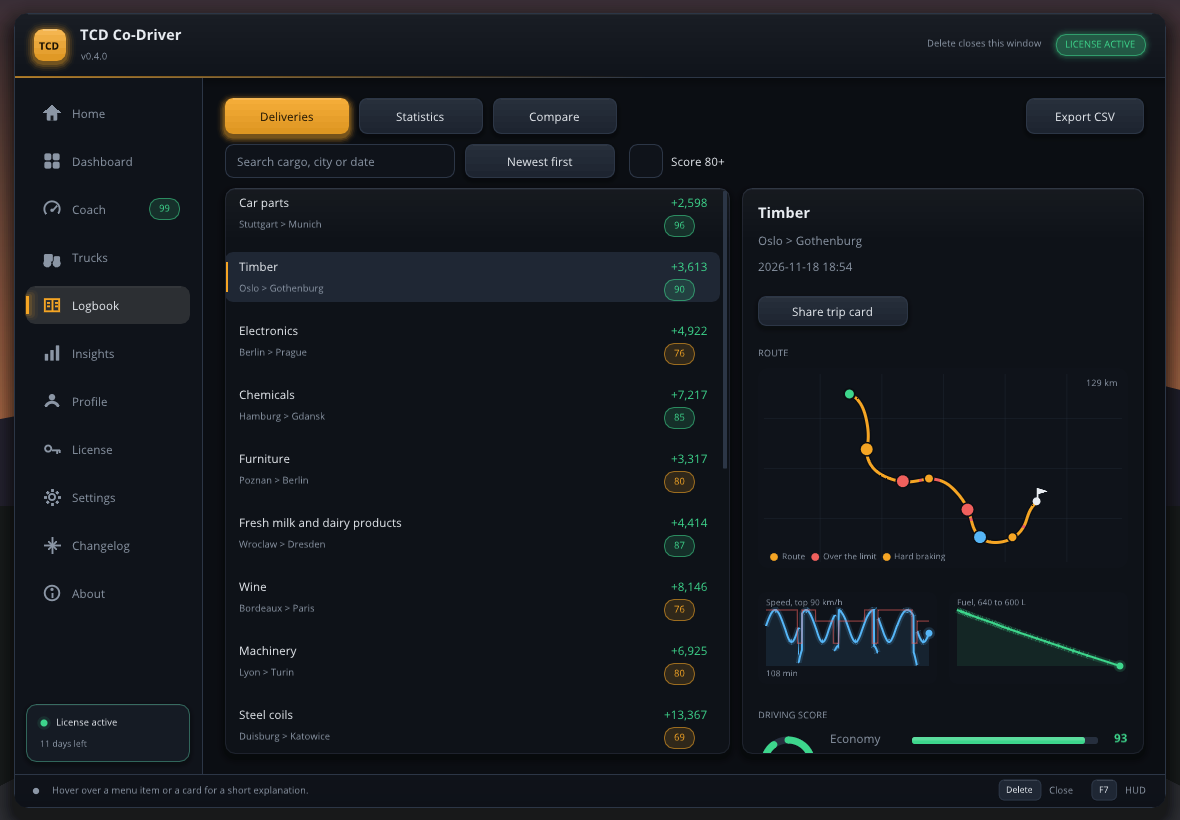 TCD
TCD Co-Driver
v0.4.0
Delete closes this window
LICENSE ACTIVE
Home
Dashboard
Coach
99
Trucks
Logbook
Insights
Profile
License
Settings
Changelog
About
License active
11 days left
Deliveries
Statistics
Compare
Export CSV
Search cargo, city or date
Newest first
Score 80+
Car parts
+2,598
Stuttgart > Munich
96
Timber
+3,613
Oslo > Gothenburg
90
Electronics
+4,922
Berlin > Prague
76
Chemicals
+7,217
Hamburg > Gdansk
85
Furniture
+3,317
Poznan > Berlin
80
Fresh milk and dairy products
+4,414
Wroclaw > Dresden
87
Wine
+8,146
Bordeaux > Paris
76
Machinery
+6,925
Lyon > Turin
80
Steel coils
+13,367
Duisburg > Katowice
69
Timber
Oslo > Gothenburg
2026-11-18 18:54
Share trip card
ROUTE
129 km
Route
Over the limit
Hard braking
Speed, top 90 km/h
108 min
Fuel, 640 to 600 L
DRIVING SCORE
Economy
93
Hover over a menu item or a card for a short explanation.
Delete
Close
F7
HUD